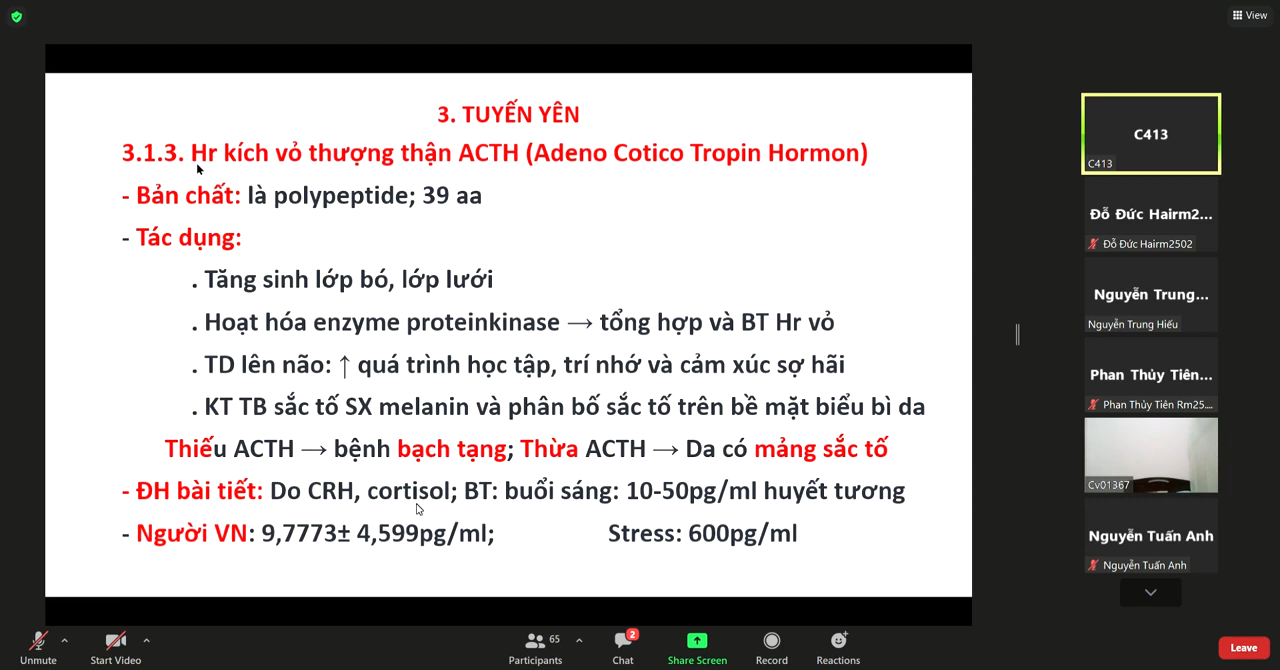 View
3. TUYẾN YÊN
3.1.3. Hr kích vỏ thượng thận ACTH (Adeno Cotico Tropin Hormon)
- Bản chất: là polypeptide; 39 aa
- Tác dụng:
. Tăng sinh lớp bó, lớp lưới
. Hoạt hóa enzyme proteinkinase → tổng hợp và BT Hr vỏ
. TD lên não: ↑ quá trình học tập, trí nhớ và cảm xúc sợ hãi
. KT TB sắc tố SX melanin và phân bố sắc tố trên bề mặt biểu bì da
Thiếu ACTH → bệnh bạch tạng; Thừa ACTH → Da có mảng sắc tố
- ĐH bài tiết: Do CRH, cortisol; BT: buổi sáng: 10-50pg/ml huyết tương
- Người VN: 9,7773± 4,599pg/ml; Stress: 600pg/ml
C413
C413
Đỗ Đức Hairm2...
Đỗ Đức Hairm2502
Nguyễn Trung...
Nguyễn Trung Hiếu
Phan Thủy Tiên...
Phan Thủy Tiên Rm25....
Cv01367
Nguyễn Tuấn Anh
Nguyễn Tuấn Anh
Unmute
Start Video
65
Participants
2
Chat
Share Screen
Record
Reactions
Leave